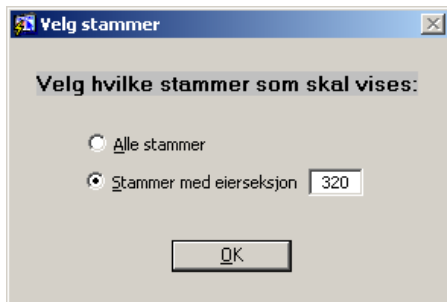 Velg stammer
Velg hvilke stammer som skal vises:
Alle stammer
Stammer med eierseksjon 320
OK